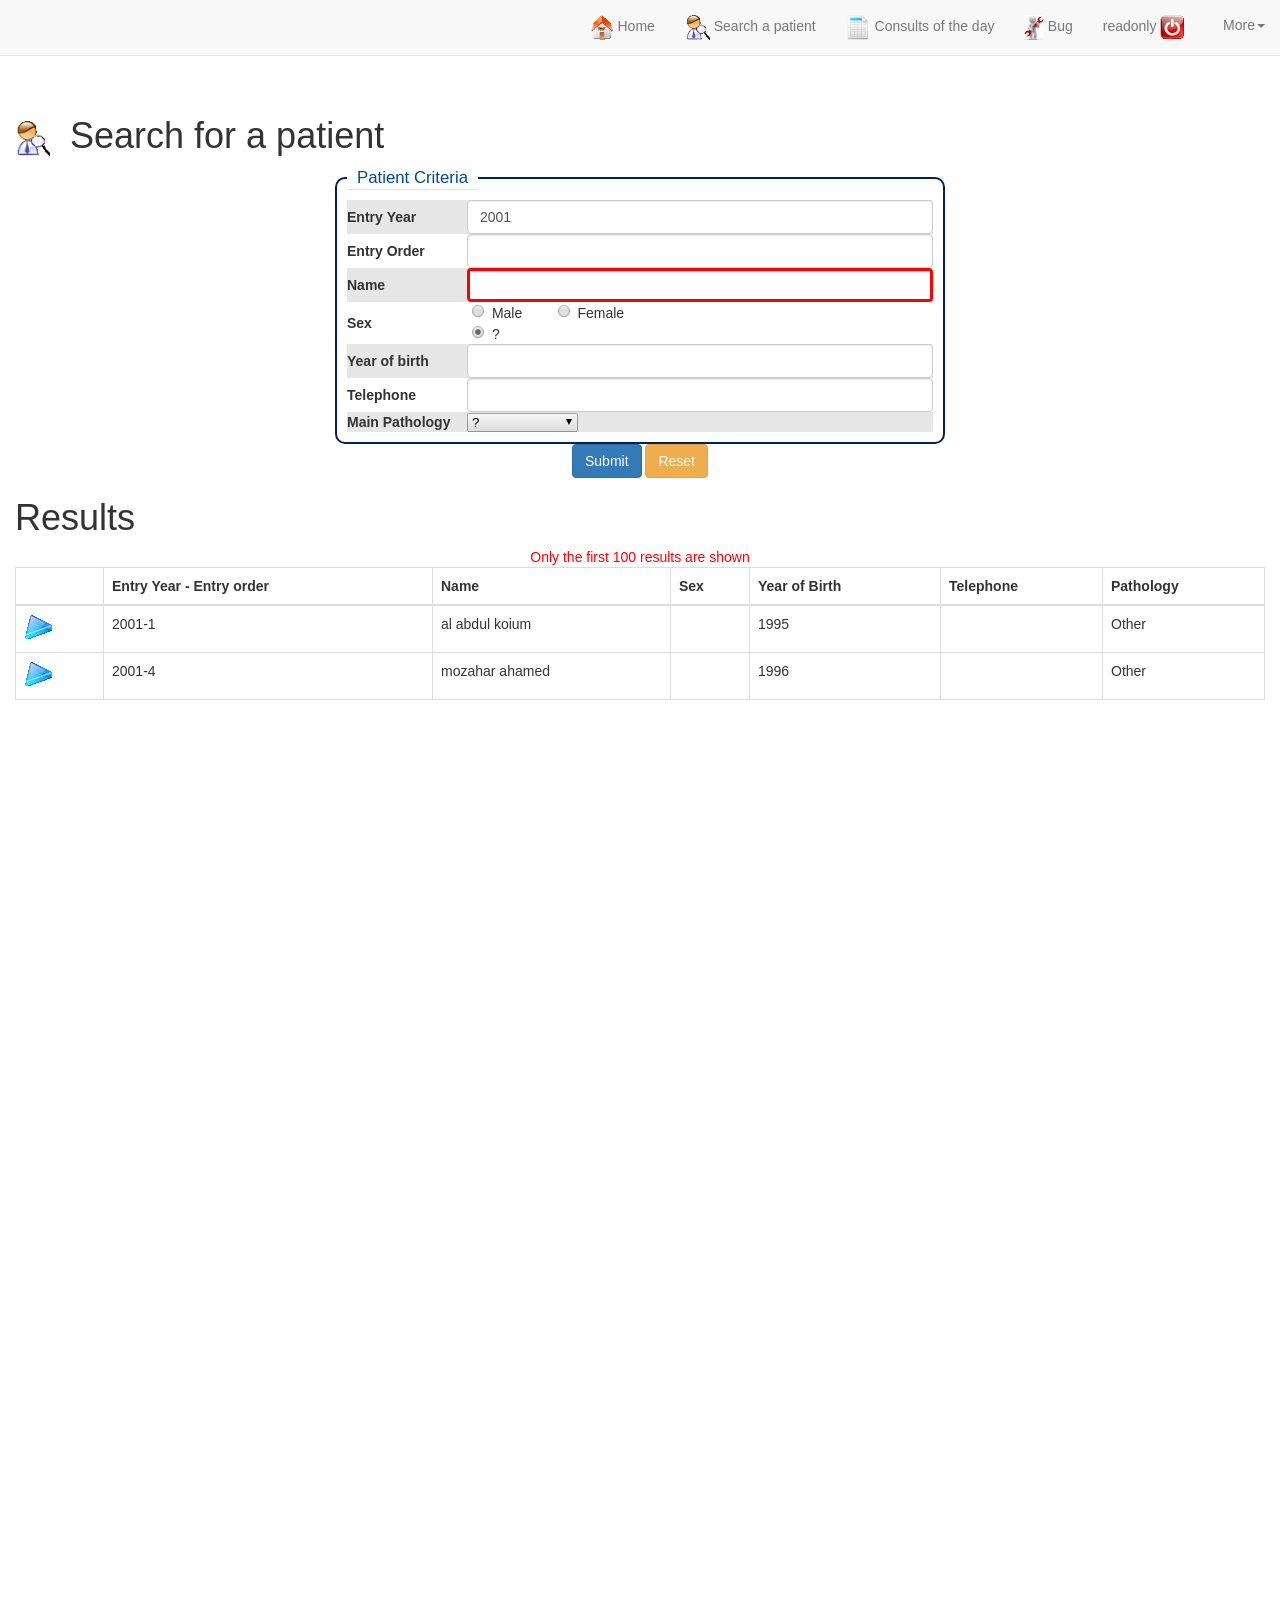 Home Search a patient Consults of the day Bug readonly More
Search for a patient
Patient Criteria
Entry Year 2001
Entry Order
Name
Sex Male Female
?
Year of birth
Telephone
Main Pathology ?
Submit Reset
Results
Only the first 100 results are shown
Entry Year - Entry order Name Sex Year of Birth Telephone Pathology
2001-1 al abdul koium 1995 Other
2001-4 mozahar ahamed 1996 Other